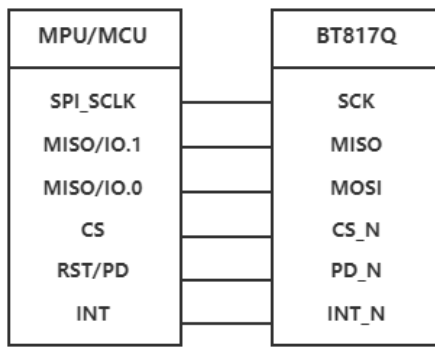 MPU/MCU BT817Q
SPI_SCLK SCK
MISO/IO.1 MISO
MISO/IO.0 MOSI
CS CS_N
RST/PD PD_N
INT INT_N